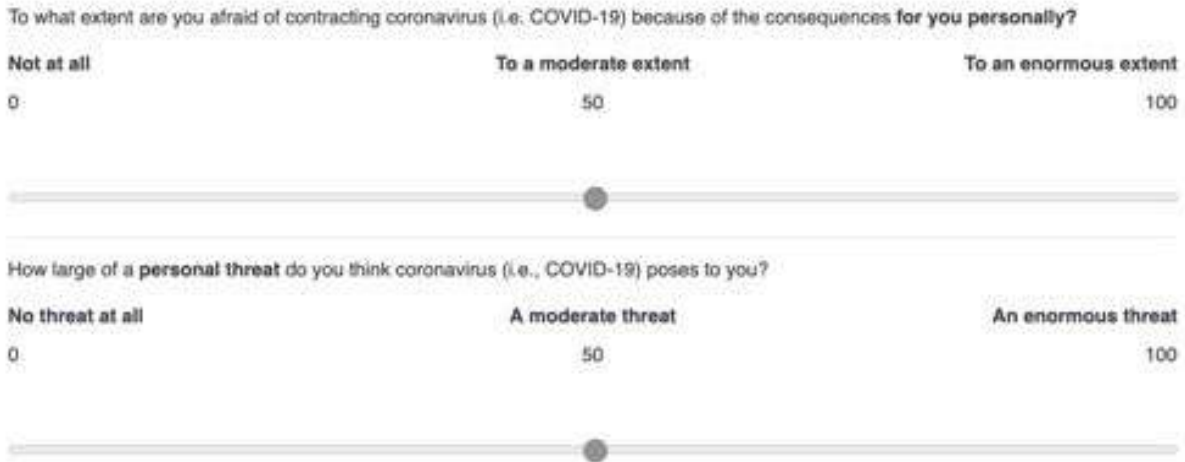 To what extent are you afraid of contracting coronavirus (i.e. COVID-19) because of the consequences for you personally?
Not at all To a moderate extent To an enormous extent
0 50 100
How large of a personal threat do you think coronavirus (i.e., COVID-19) poses to you?
No threat at all A moderate threat An enormous threat
0 50 100